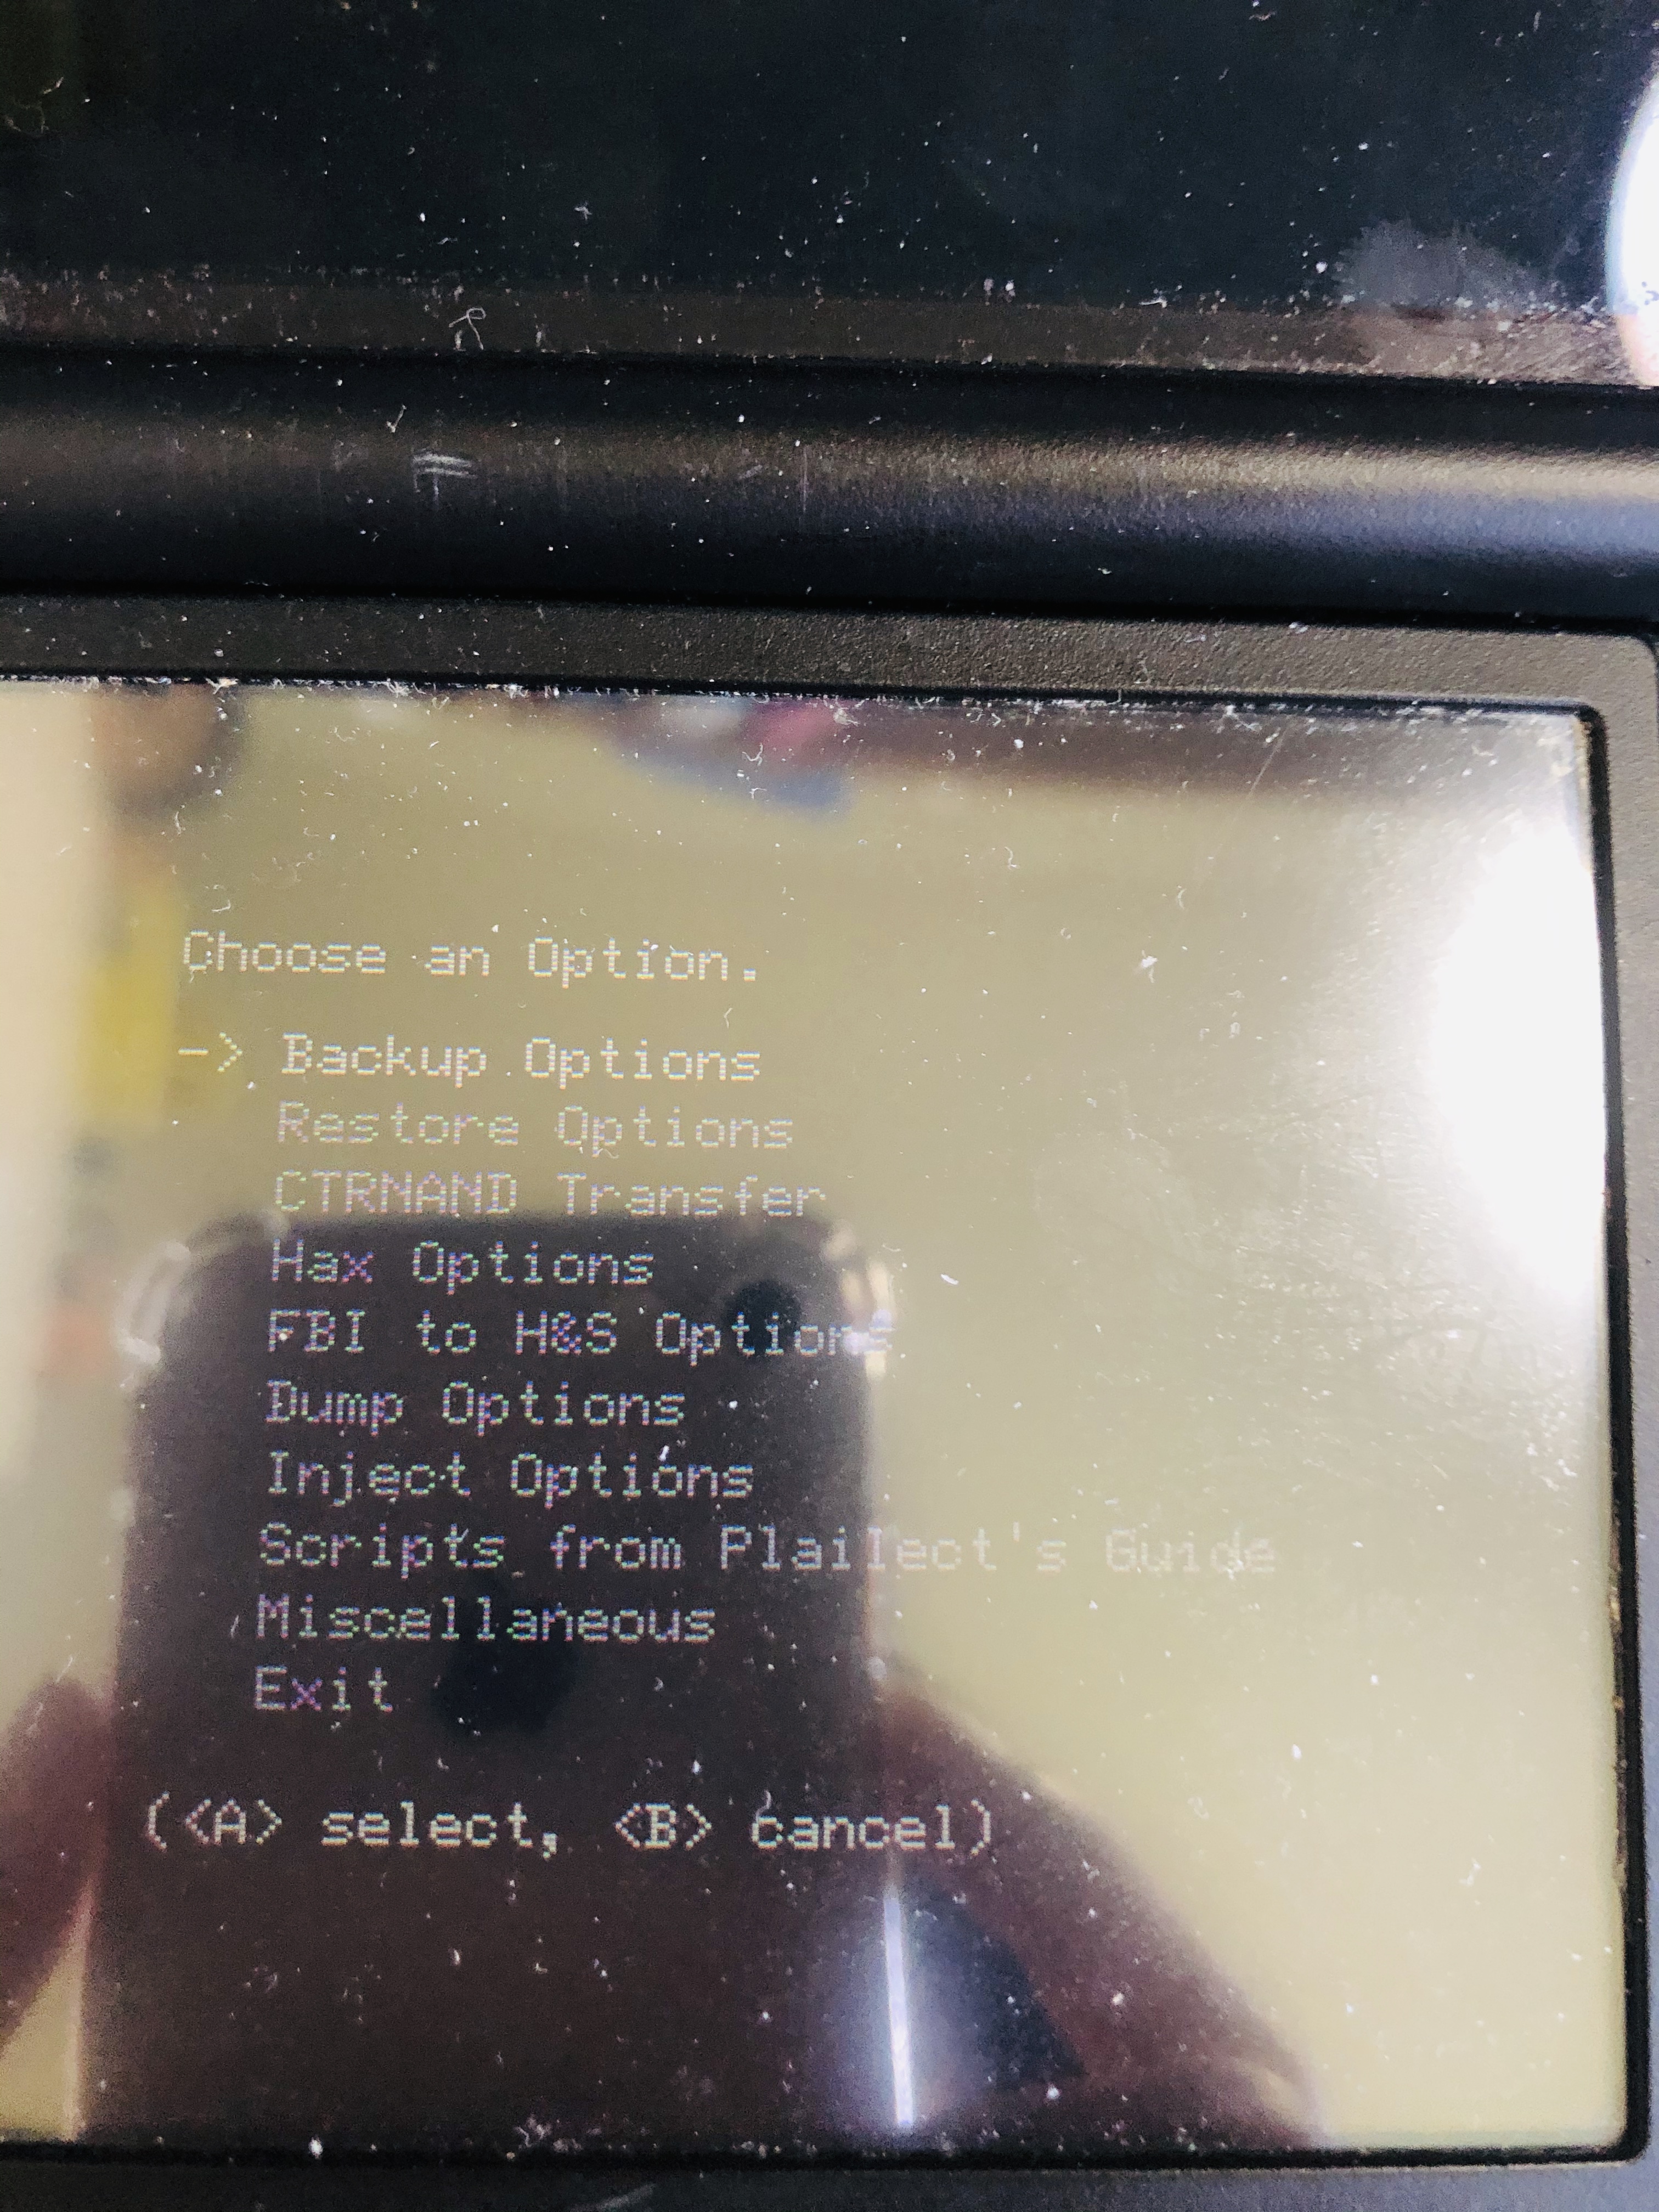 Choose an Option.
-> Backup Options
Restore Options
CTRNAND Transfer
Hax Options
FBI to H&S Options
Dump Options
Inject Options
Scripts from Plailect's Guide
Miscellaneous
Exit
(<A> select, <B> cancel)